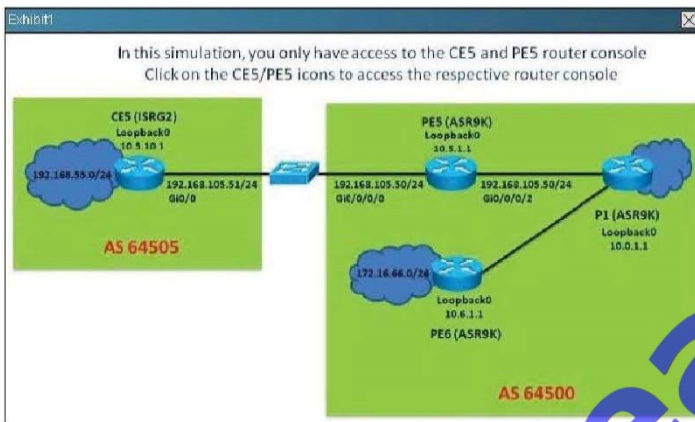 Exhibit1
In this simulation, you only have access to the CE5 and PE5 router console
Click on the CE5/PE5 icons to access the respective router console
CE5 (ISRG2)
Loopback0
10.5.10.1
192.168.55.0/24
192.168.105.51/24
Gi0/0
AS 64505
PE5 (ASR9K)
Loopback0
10.5.1.1
192.168.105.50/24
Gi0/0/0/0
192.168.105.50/24
Gi0/0/0/2
P1 (ASR9K)
Loopback0
10.0.1.1
172.16.66.0/24
Loopback0
10.6.1.1
PE6 (ASR9K)
AS 64500